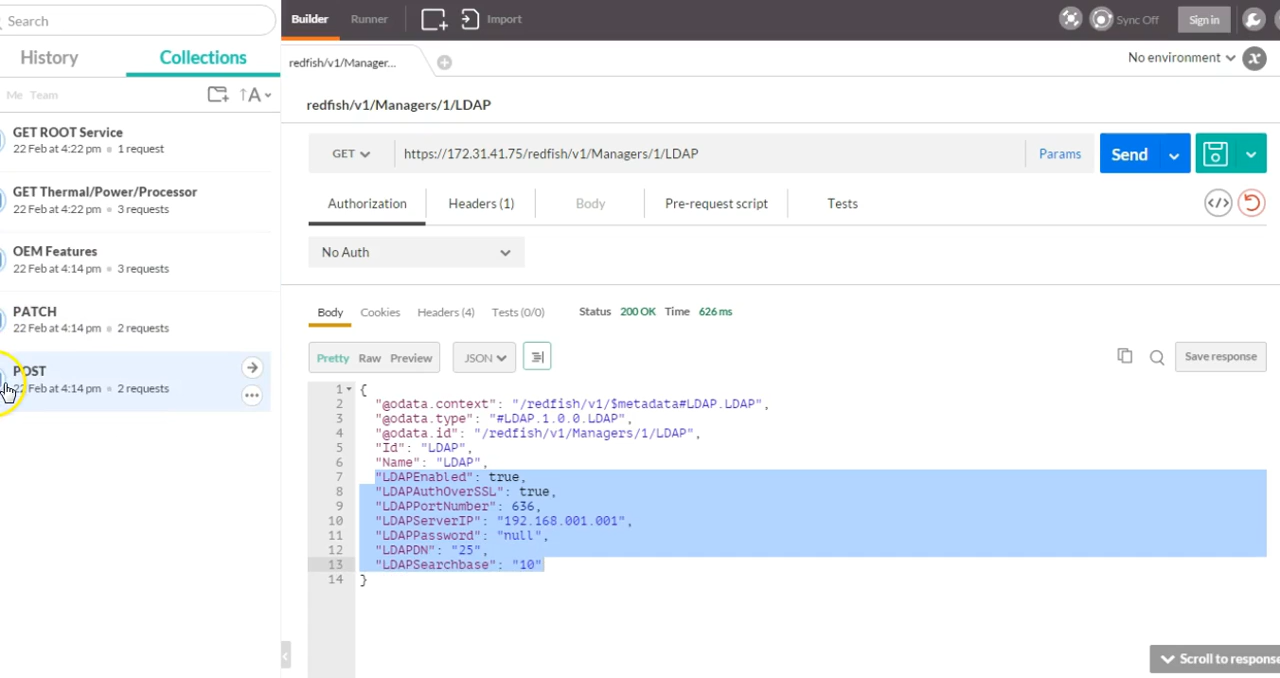 Search
Builder
Runner
Import
Sync Off
Sign in
History
Collections
redfish/v1/Manager...
No environment
Me Team
GET ROOT Service
22 Feb at 4:22 pm 1 request
GET Thermal/Power/Processor
22 Feb at 4:22 pm 3 requests
OEM Features
22 Feb at 4:14 pm 3 requests
PATCH
22 Feb at 4:14 pm 2 requests
POST
22 Feb at 4:14 pm 2 requests
redfish/v1/Managers/1/LDAP
GET https://172.31.41.75/redfish/v1/Managers/1/LDAP Params Send
Authorization Headers (1) Body Pre-request script Tests
No Auth
Body Cookies Headers (4) Tests (0/0) Status 200 OK Time 626 ms
Pretty Raw Preview JSON Save response
1 {
2 "@odata.context": "/redfish/v1/$metadata#LDAP.LDAP",
3 "@odata.type": "#LDAP.1.0.0.LDAP",
4 "@odata.id": "/redfish/v1/Managers/1/LDAP",
5 "Id": "LDAP",
6 "Name": "LDAP",
7 "LDAPEnabled": true,
8 "LDAPAuthOverSSL": true,
9 "LDAPPortNumber": 636,
10 "LDAPServerIP": "192.168.001.001",
11 "LDAPPassword": "null",
12 "LDAPDN": "25",
13 "LDAPSearchbase": "10"
14 }
Scroll to response